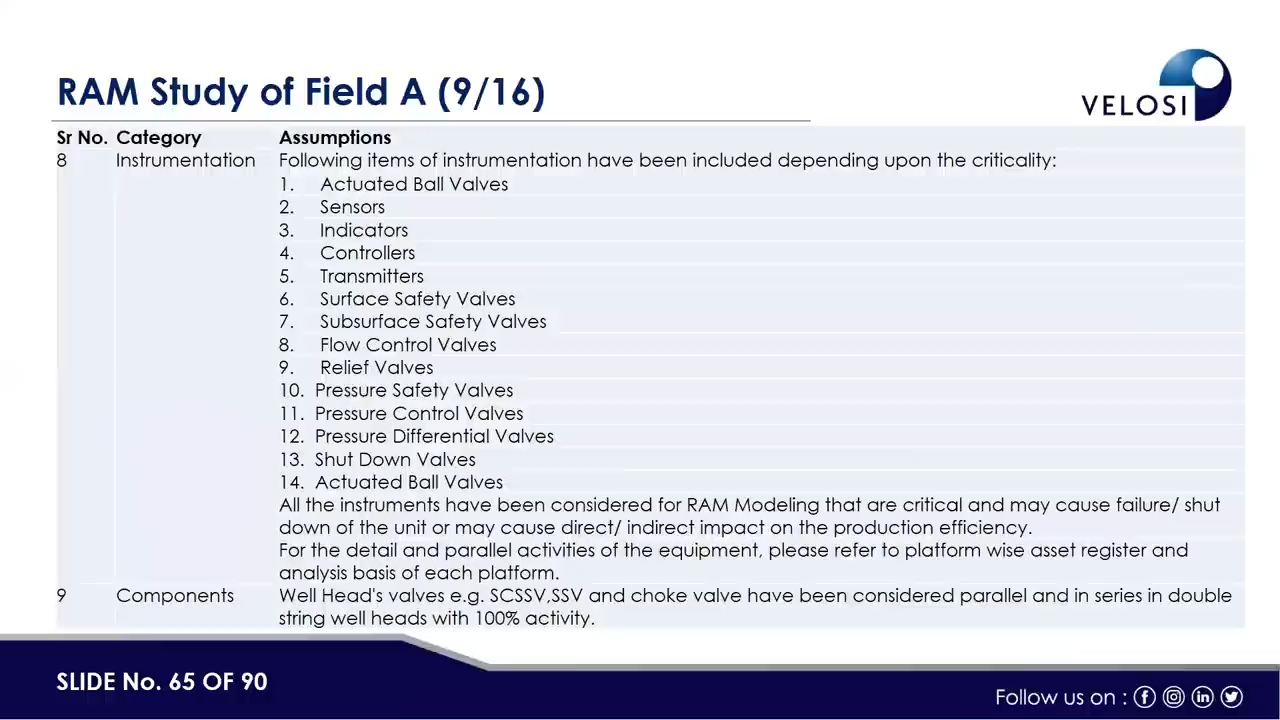 RAM Study of Field A (9/16)
VELOSI
Sr No. Category Assumptions
8 Instrumentation Following items of instrumentation have been included depending upon the criticality:
1. Actuated Ball Valves
2. Sensors
3. Indicators
4. Controllers
5. Transmitters
6. Surface Safety Valves
7. Subsurface Safety Valves
8. Flow Control Valves
9. Relief Valves
10. Pressure Safety Valves
11. Pressure Control Valves
12. Pressure Differential Valves
13. Shut Down Valves
14. Actuated Ball Valves
All the instruments have been considered for RAM Modeling that are critical and may cause failure/ shut
down of the unit or may cause direct/ indirect impact on the production efficiency.
For the detail and parallel activities of the equipment, please refer to platform wise asset register and
analysis basis of each platform.
9 Components Well Head's valves e.g. SCSSV,SSV and choke valve have been considered parallel and in series in double
string well heads with 100% activity.
SLIDE No. 65 OF 90
Follow us on :